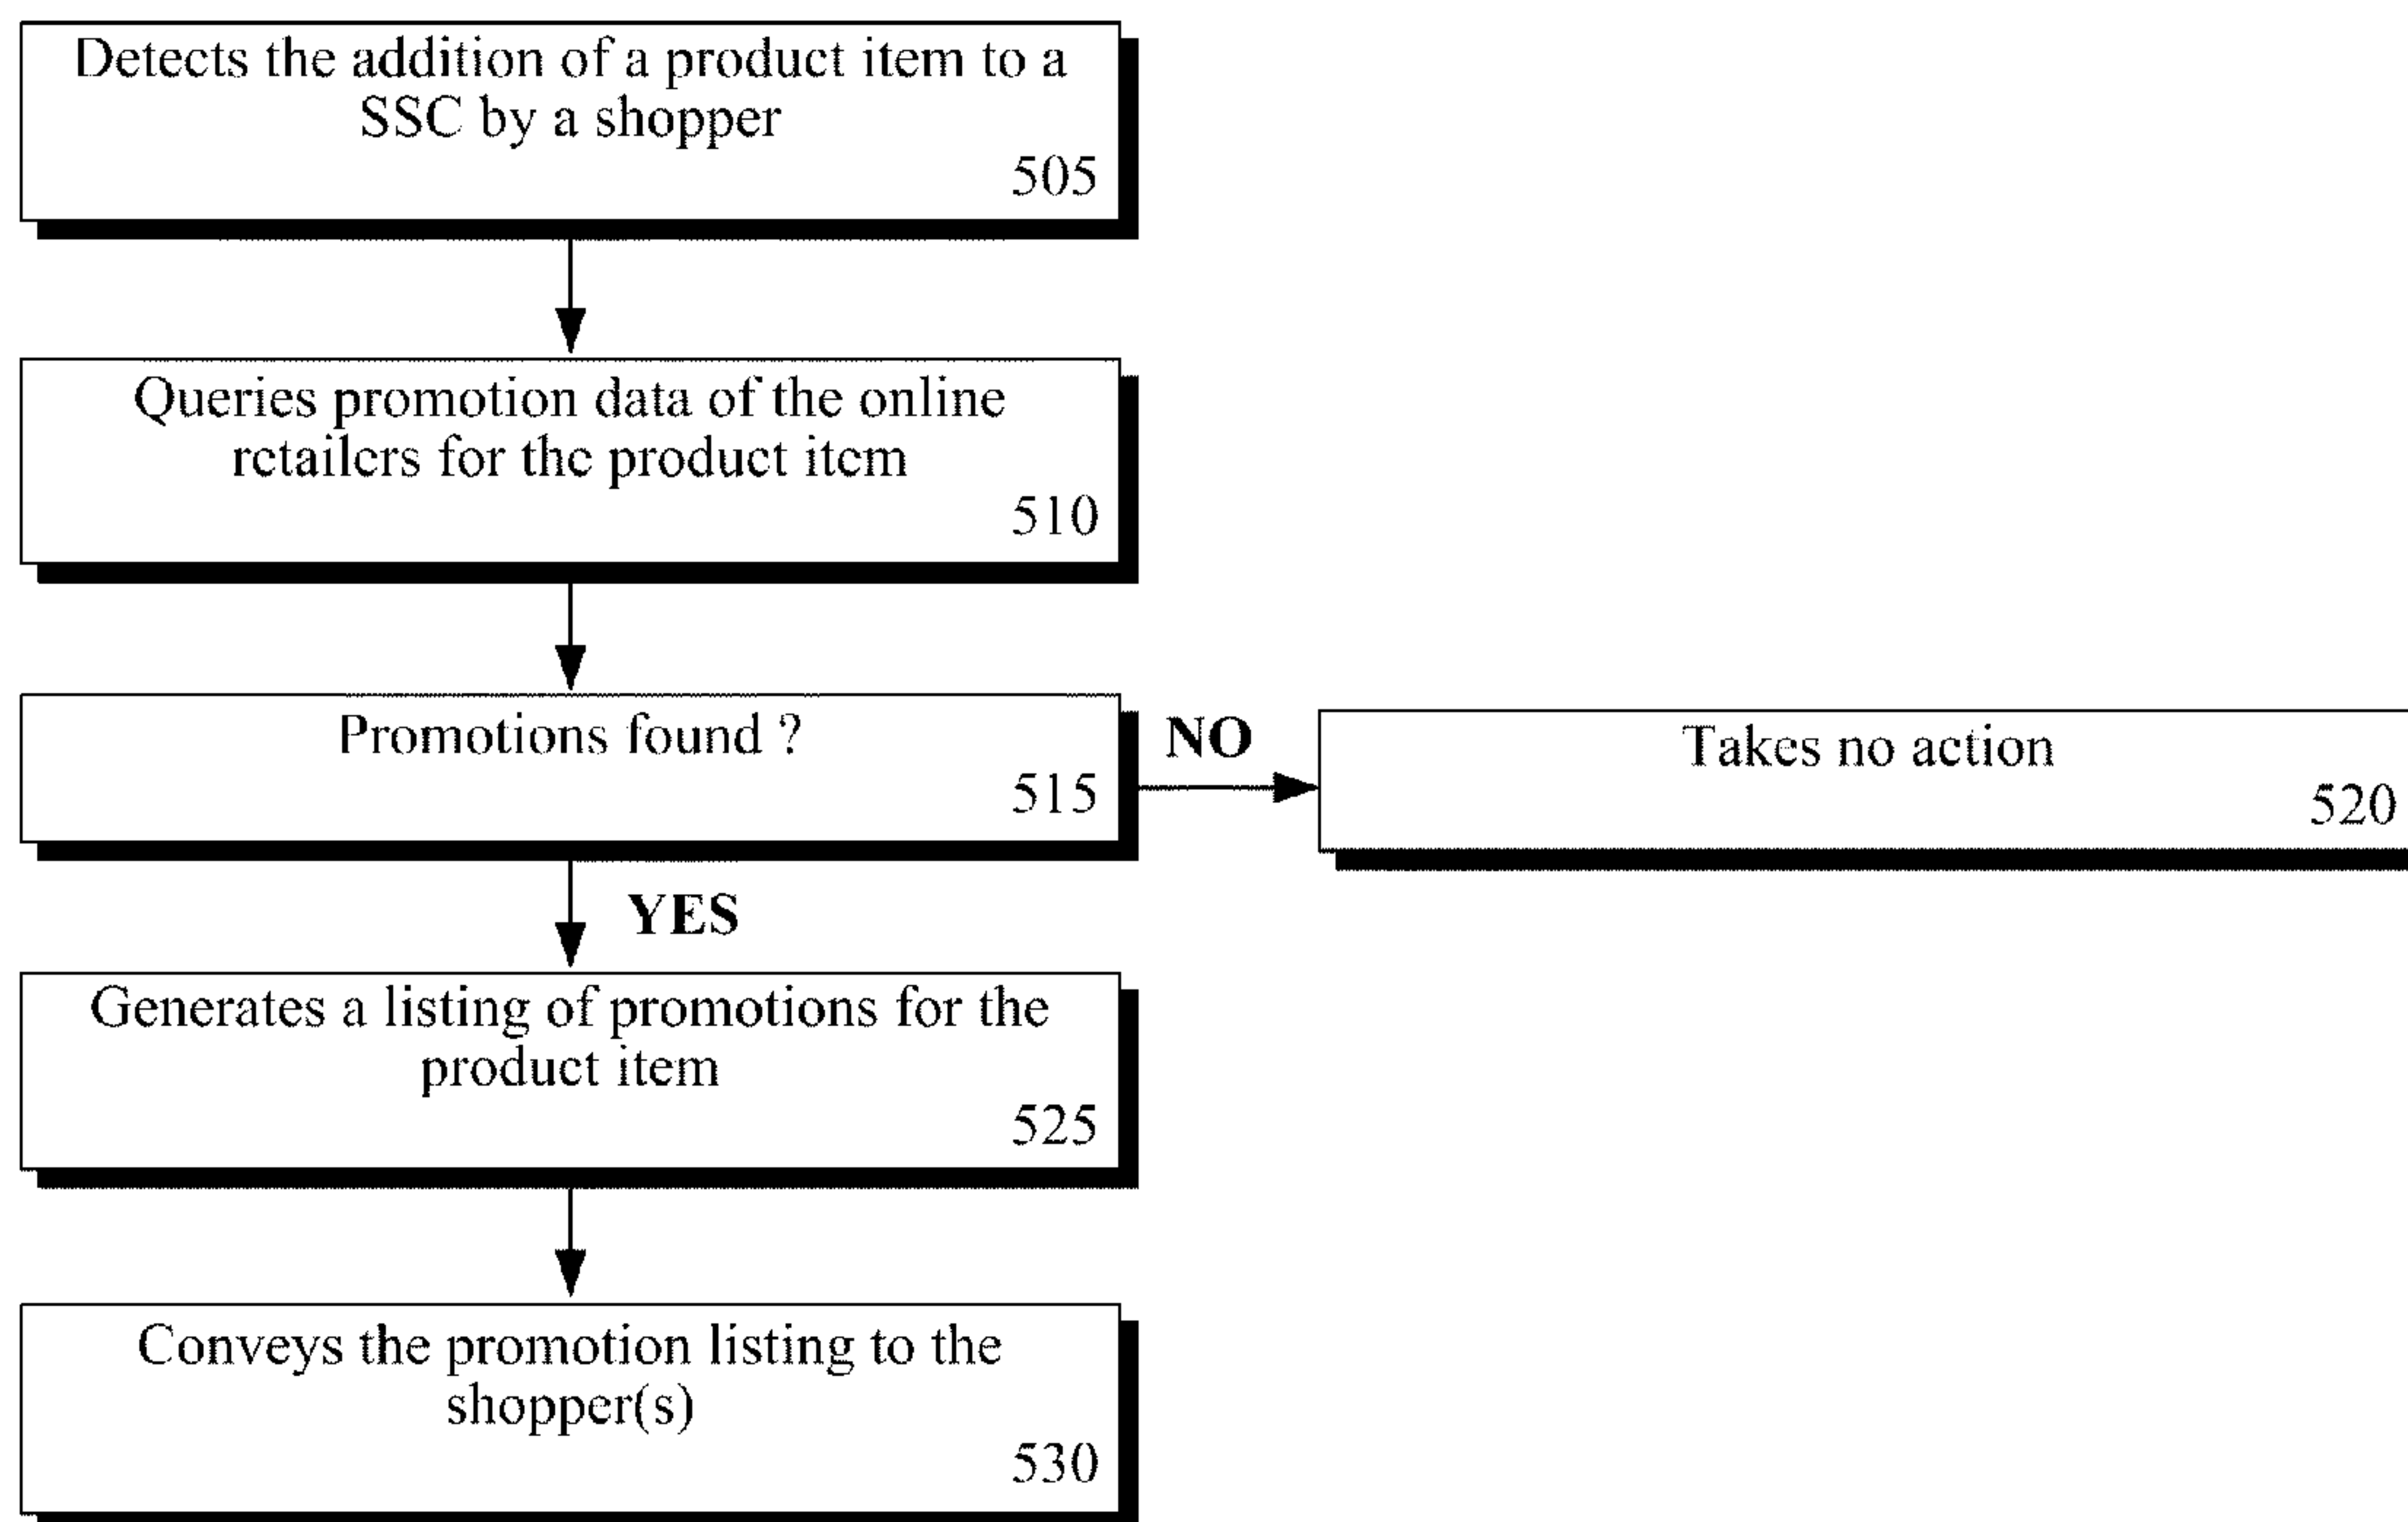 Detects the addition of a product item to a
SSC by a shopper
505
Queries promotion data of the online
retailers for the product item
510
Promotions found ?
515
NO
Takes no action
520
YES
Generates a listing of promotions for the
product item
525
Conveys the promotion listing to the
shopper(s)
530